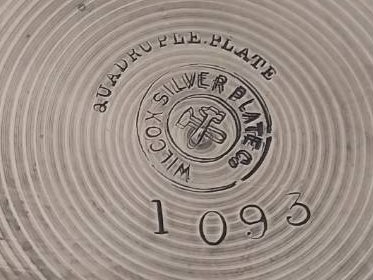 QUADRUPLE.PLATE
WILCOX SILVER PLATE Co
1093